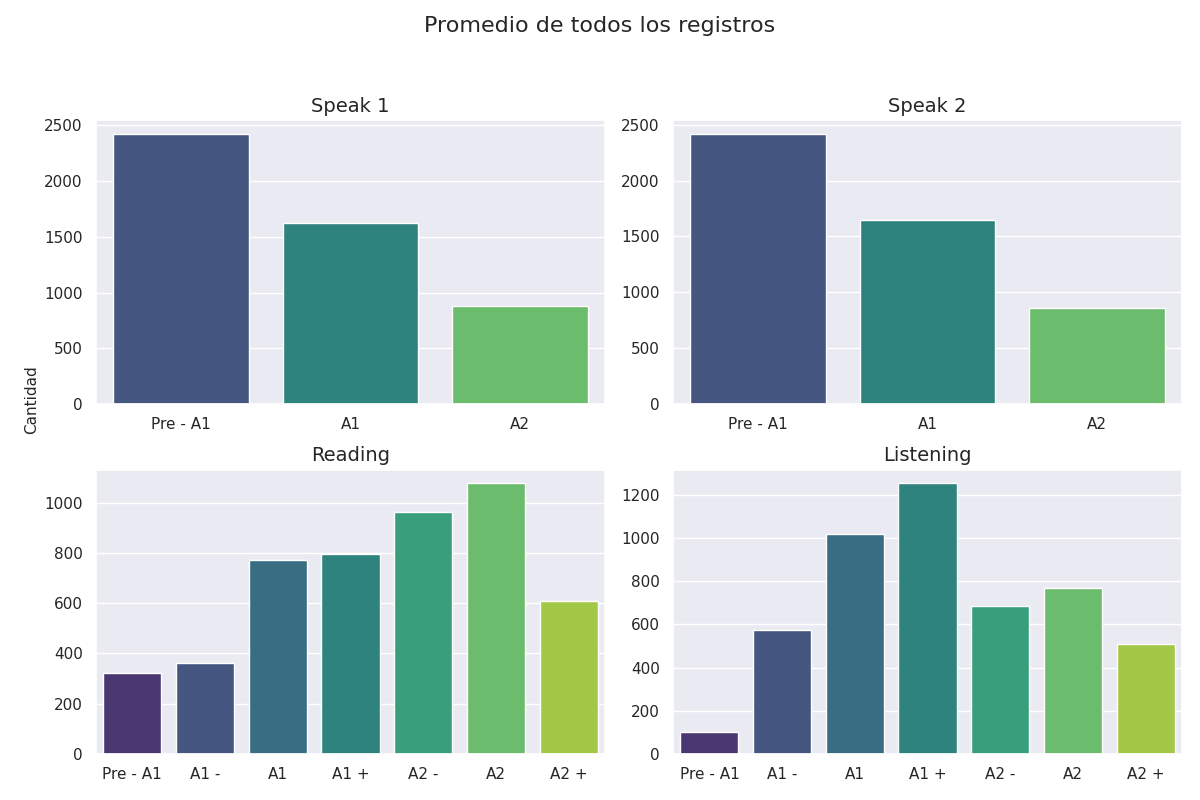 Promedio de todos los registros
Speak 1
Speak 2
2500
2000
1500
1000
500
0
Pre - A1 A1 A2
2500
2000
1500
1000
500
0
Pre - A1 A1 A2
Cantidad
Reading
Listening
1000
800
600
400
200
0
Pre - A1 A1 - A1 A1 + A2 - A2 A2 +
1200
1000
800
600
400
200
0
Pre - A1 A1 - A1 A1 + A2 - A2 A2 +